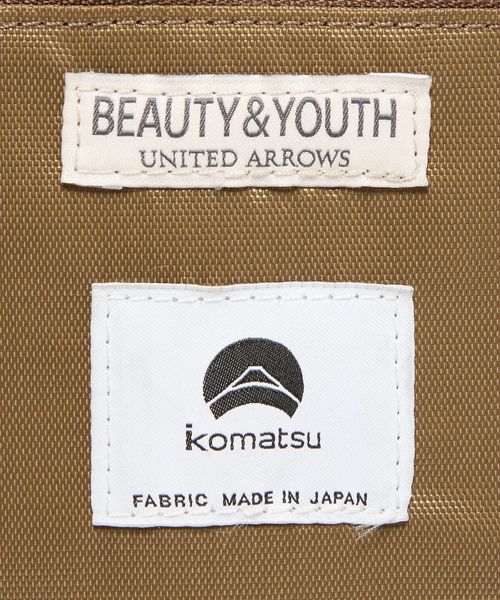 BEAUTY&YOUTH
UNITED ARROWS
komatsu
FABRIC MADE IN JAPAN